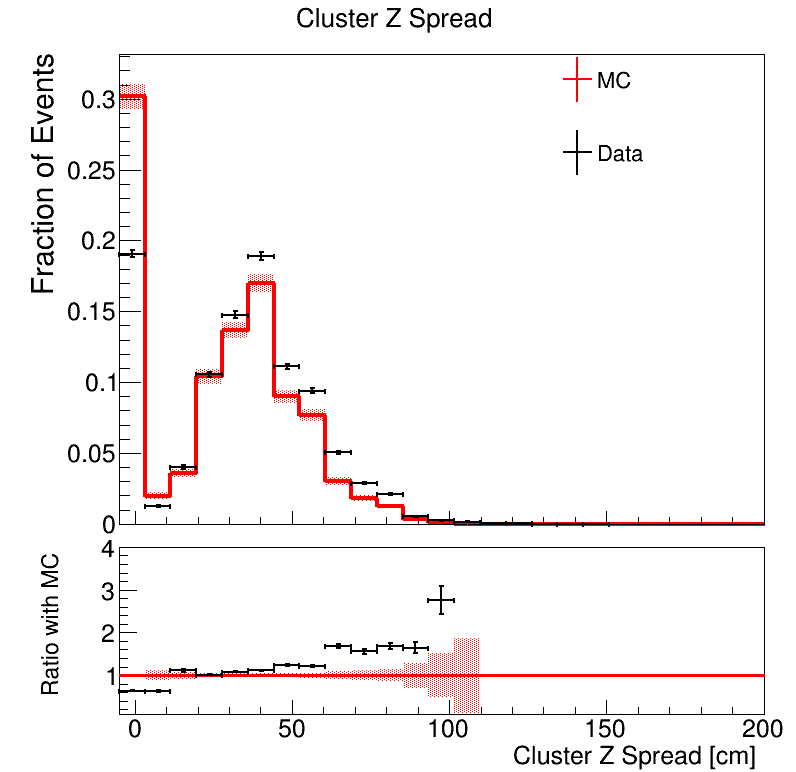 Cluster Z Spread
Fraction of Events
0.3
0.25
0.2
0.15
0.1
0.05
0
MC
Data
Ratio with MC
4
3
2
1
0 50 100 150 200
Cluster Z Spread [cm]